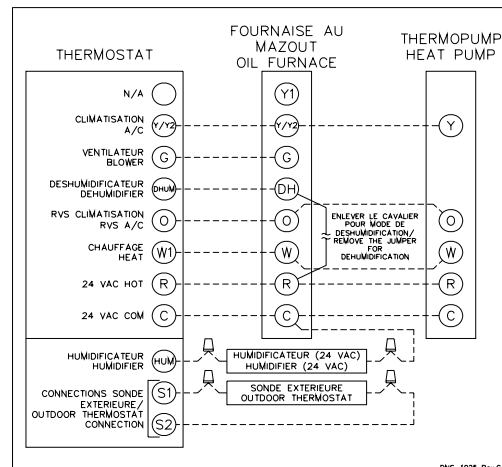 THERMOSTAT
FOURNAISE AU
MAZOUT
OIL FURNACE
THERMOPUMP
HEAT PUMP
N/A
Y1
CLIMATISATION
A/C
Y/Y2
Y/Y2
Y
VENTILATEUR
BLOWER
G
G
DESHUMIDIFICATEUR
DEHUMIDIFIER
DHUM
DH
RVS CLIMATISATION
RVS A/C
O
O
O
ENLEVER LE CAVALIER
POUR MODE DE
DESHUMIDIFICATION/
REMOVE THE JUMPER
FOR
DEHUMIDIFICATION
CHAUFFAGE
HEAT
W1
W
W
24 VAC HOT
R
R
R
24 VAC COM
C
C
C
HUMIDIFICATEUR
HUMIDIFIER
HUM
HUMIDIFICATEUR (24 VAC)
HUMIDIFIER (24 VAC)
CONNECTIONS SONDE
EXTERIEURE/
OUTDOOR THERMOSTAT
CONNECTION
S1
S2
SONDE EXTERIEURE
OUTDOOR THERMOSTAT